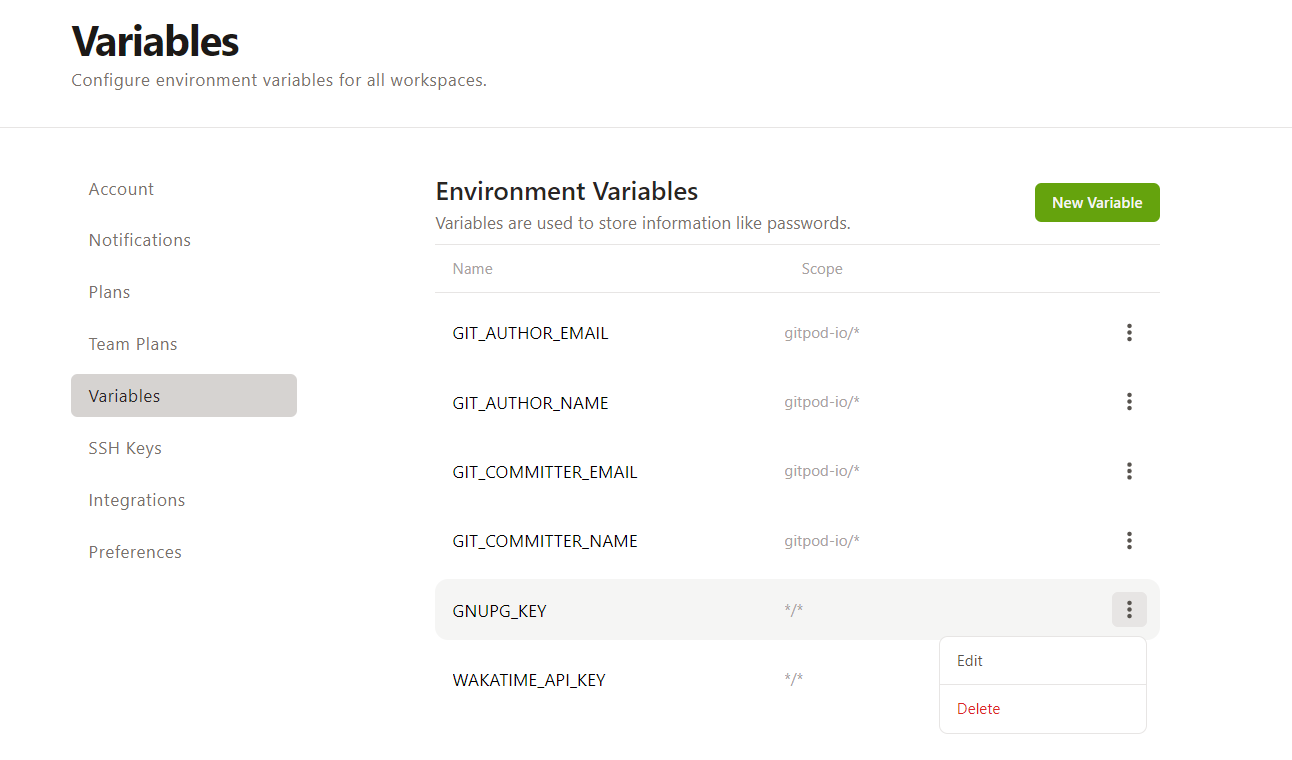 Variables
Configure environment variables for all workspaces.
Account
Notifications
Plans
Team Plans
Variables
SSH Keys
Integrations
Preferences
Environment Variables
Variables are used to store information like passwords.
New Variable
Name Scope
GIT_AUTHOR_EMAIL gitpod-io/*
GIT_AUTHOR_NAME gitpod-io/*
GIT_COMMITTER_EMAIL gitpod-io/*
GIT_COMMITTER_NAME gitpod-io/*
GNUPG_KEY */*
WAKATIME_API_KEY */*
Edit
Delete